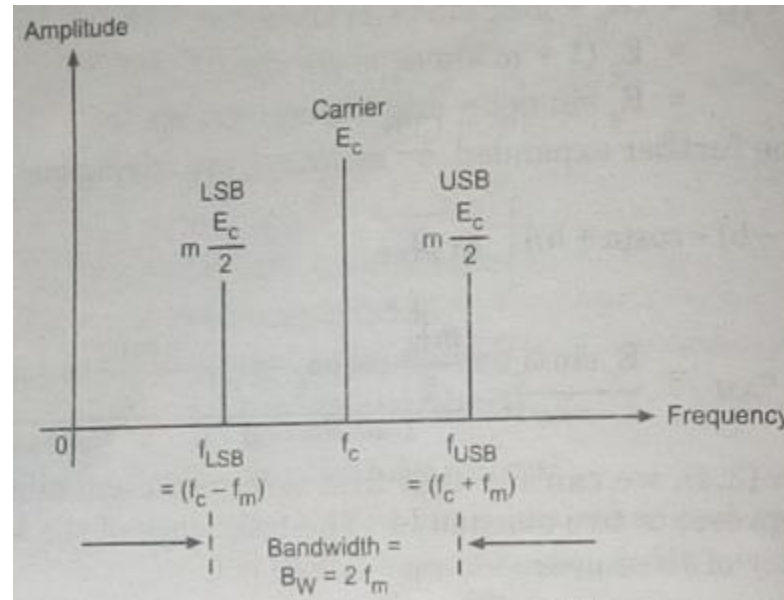 Amplitude
Carrier
E_c
LSB
m E_c/2
USB
m E_c/2
0
f_LSB
f_c
f_USB
Frequency
= (f_c – f_m)
= (f_c + f_m)
Bandwidth =
B_W = 2 f_m